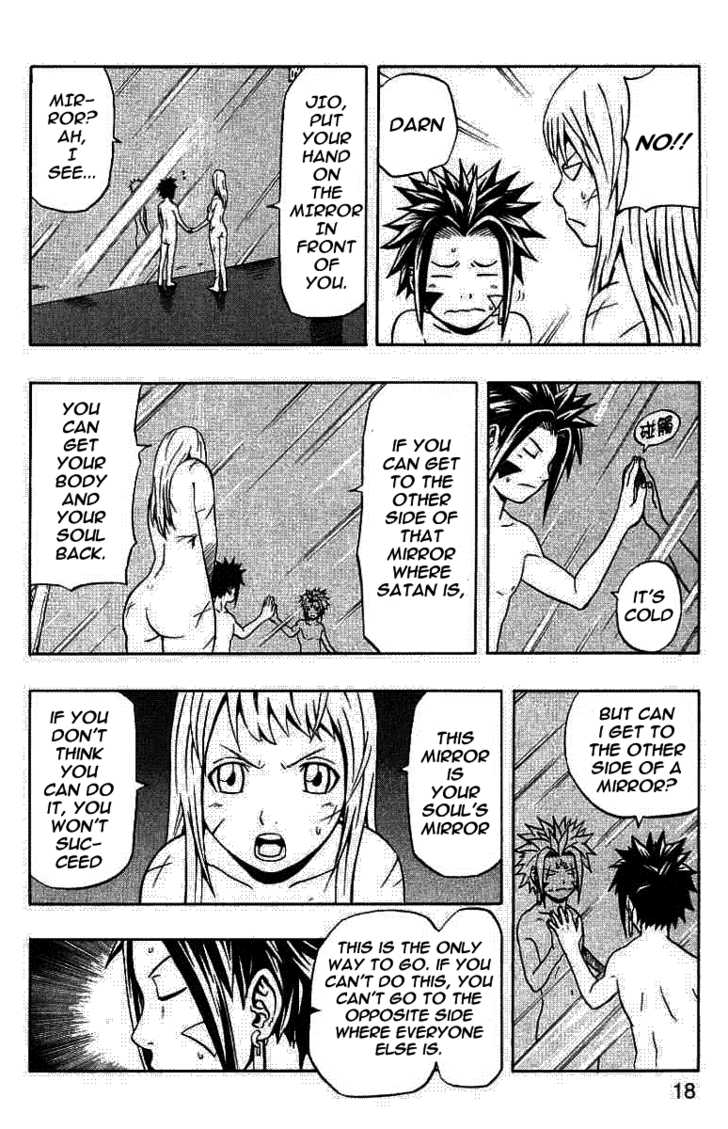 NO!!
DARN
JIO,
PUT
YOUR
HAND
ON
THE
MIRROR
IN
FRONT
OF
YOU.
MIR-
ROR?
AH,
I
SEE...
碰觸
IT'S
COLD
IF YOU
CAN GET
TO THE
OTHER
SIDE OF
THAT
MIRROR
WHERE
SATAN IS,
YOU
CAN
GET
YOUR
BODY
AND
YOUR
SOUL
BACK.
BUT CAN
I GET TO
THE OTHER
SIDE OF A
MIRROR?
THIS
MIRROR
IS
YOUR
SOUL'S
MIRROR
IF YOU
DON'T
THINK
YOU
CAN DO
IT, YOU
WON'T
SUC-
CEED
THIS IS THE ONLY
WAY TO GO. IF YOU
CAN'T DO THIS, YOU
CAN'T GO TO THE
OPPOSITE SIDE
WHERE EVERYONE
ELSE IS.
18